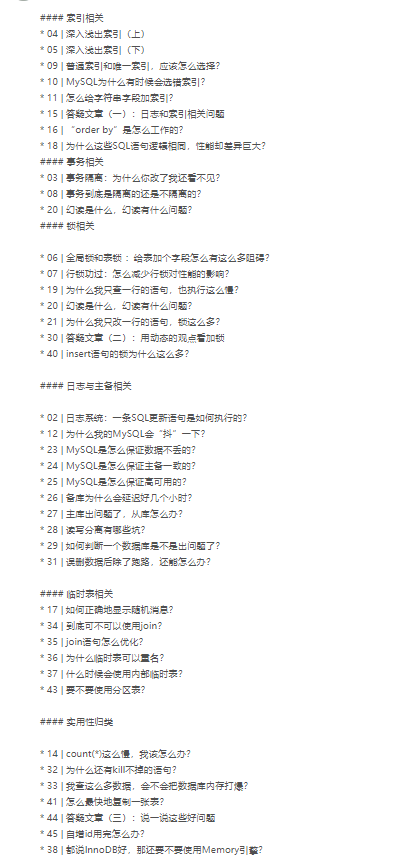 #### 索引相关
* 04 | 深入浅出索引（上）
* 05 | 深入浅出索引（下）
* 09 | 普通索引和唯一索引，应该怎么选择？
* 10 | MySQL为什么有时候会选错索引？
* 11 | 怎么给字符串字段加索引？
* 15 | 答疑文章（一）：日志和索引相关问题
* 16 | “order by”是怎么工作的？
* 18 | 为什么这些SQL语句逻辑相同，性能却差异巨大？
#### 事务相关
* 03 | 事务隔离：为什么你改了我还看不见？
* 08 | 事务到底是隔离的还是不隔离的？
* 20 | 幻读是什么，幻读有什么问题？
#### 锁相关
* 06 | 全局锁和表锁 ：给表加个字段怎么有这么多阻碍？
* 07 | 行锁功过：怎么减少行锁对性能的影响？
* 19 | 为什么我只查一行的语句，也执行这么慢？
* 20 | 幻读是什么，幻读有什么问题？
* 21 | 为什么我只改一行的语句，锁这么多？
* 30 | 答疑文章（二）：用动态的观点看加锁
* 40 | insert语句的锁为什么这么多？
#### 日志与主备相关
* 02 | 日志系统：一条SQL更新语句是如何执行的？
* 12 | 为什么我的MySQL会“抖”一下？
* 23 | MySQL是怎么保证数据不丢的？
* 24 | MySQL是怎么保证主备一致的？
* 25 | MySQL是怎么保证高可用的？
* 26 | 备库为什么会延迟好几个小时？
* 27 | 主库出问题了，从库怎么办？
* 28 | 读写分离有哪些坑？
* 29 | 如何判断一个数据库是不是出问题了？
* 31 | 误删数据后除了跑路，还能怎么办？
#### 临时表相关
* 17 | 如何正确地显示随机消息？
* 34 | 到底可不可以使用join？
* 35 | join语句怎么优化？
* 36 | 为什么临时表可以重名？
* 37 | 什么时候会使用内部临时表？
* 43 | 要不要使用分区表？
#### 实用性归类
* 14 | count(*)这么慢，我该怎么办？
* 32 | 为什么还有kill不掉的语句？
* 33 | 我查这么多数据，会不会把数据库内存打爆？
* 41 | 怎么最快地复制一张表？
* 44 | 答疑文章（三）：说一说这些好问题
* 45 | 自增id用完怎么办？
* 38 | 都说InnoDB好，那还要不要使用Memory引擎？